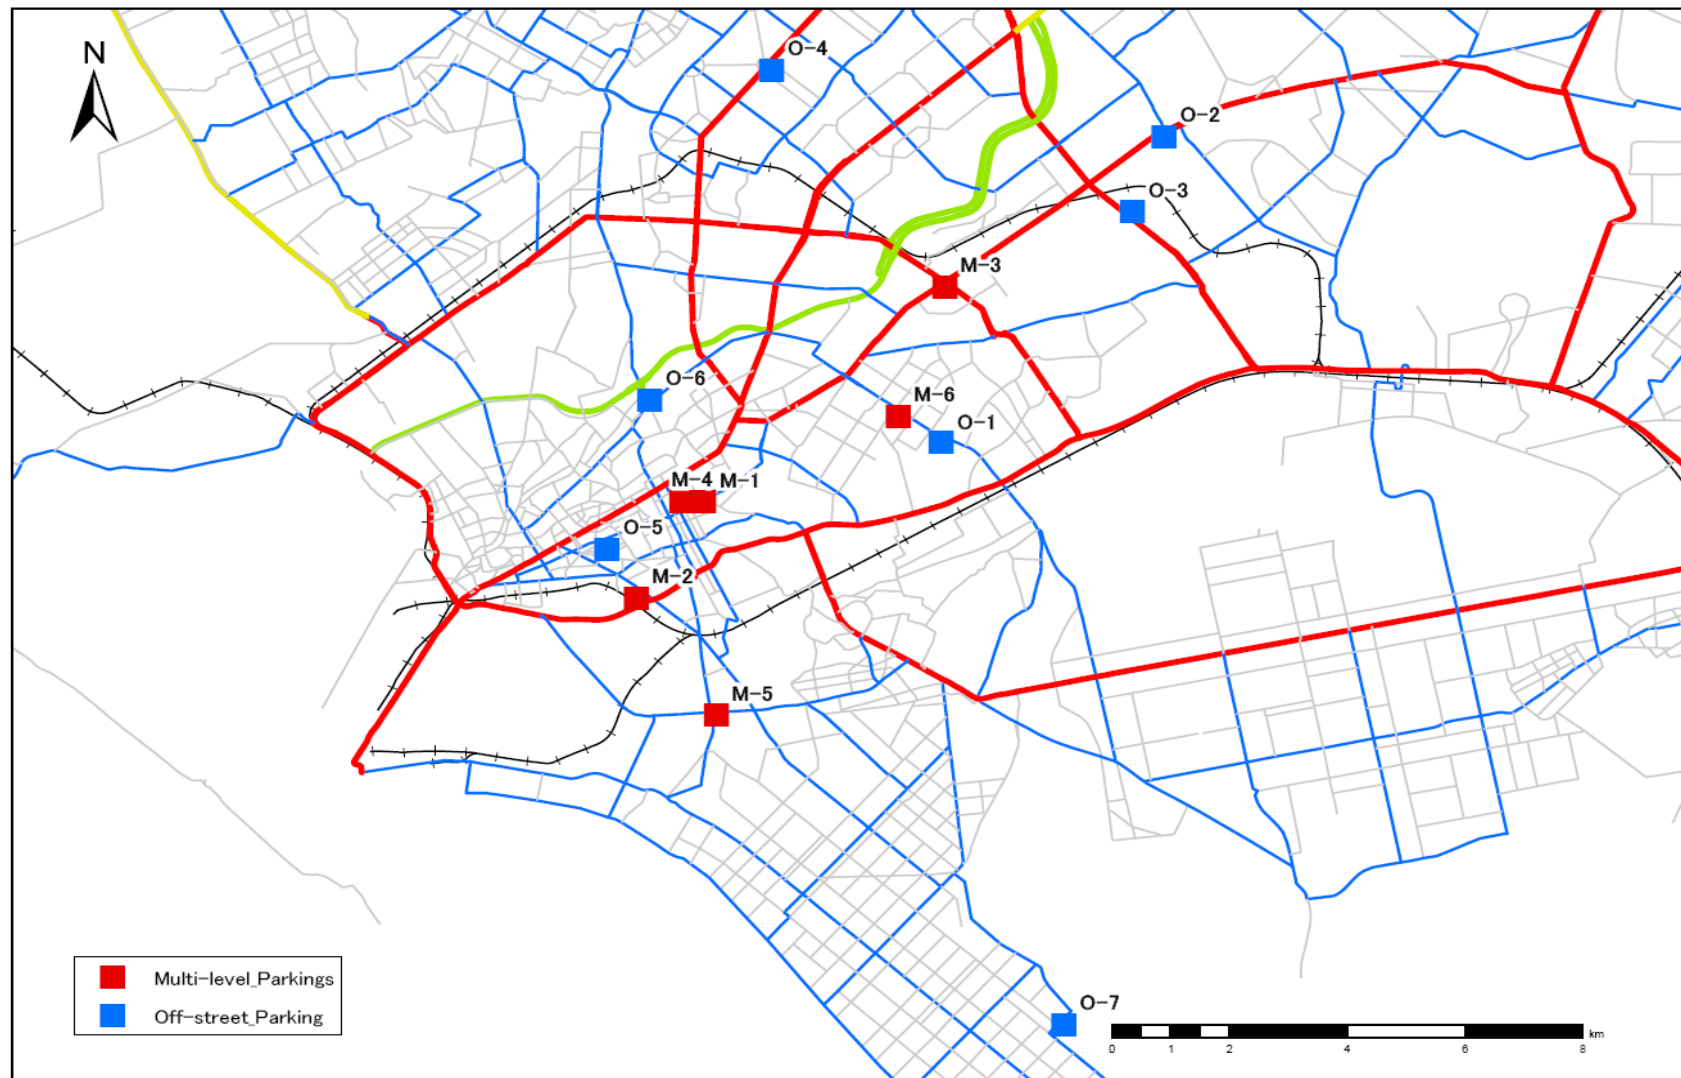 N
O-4
O-2
O-3
M-3
O-6
M-6
O-1
M-4 M-1
O-5
M-2
M-5
O-7
Multi-level_Parkings
Off-street_Parking
km
0 1 2 4 6 8